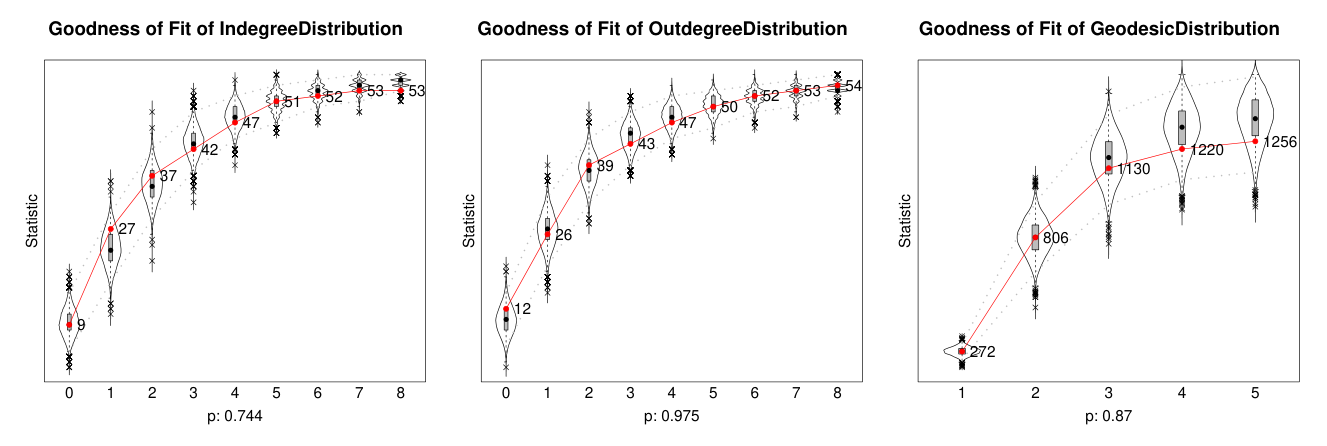 Goodness of Fit of IndegreeDistribution
Statistic
9
27
37
42
47
51
52
53
53
0 1 2 3 4 5 6 7 8
p: 0.744
Goodness of Fit of OutdegreeDistribution
Statistic
12
26
39
43
47
50
52
53
54
0 1 2 3 4 5 6 7 8
p: 0.975
Goodness of Fit of GeodesicDistribution
Statistic
272
806
1130
1220
1256
1 2 3 4 5
p: 0.87